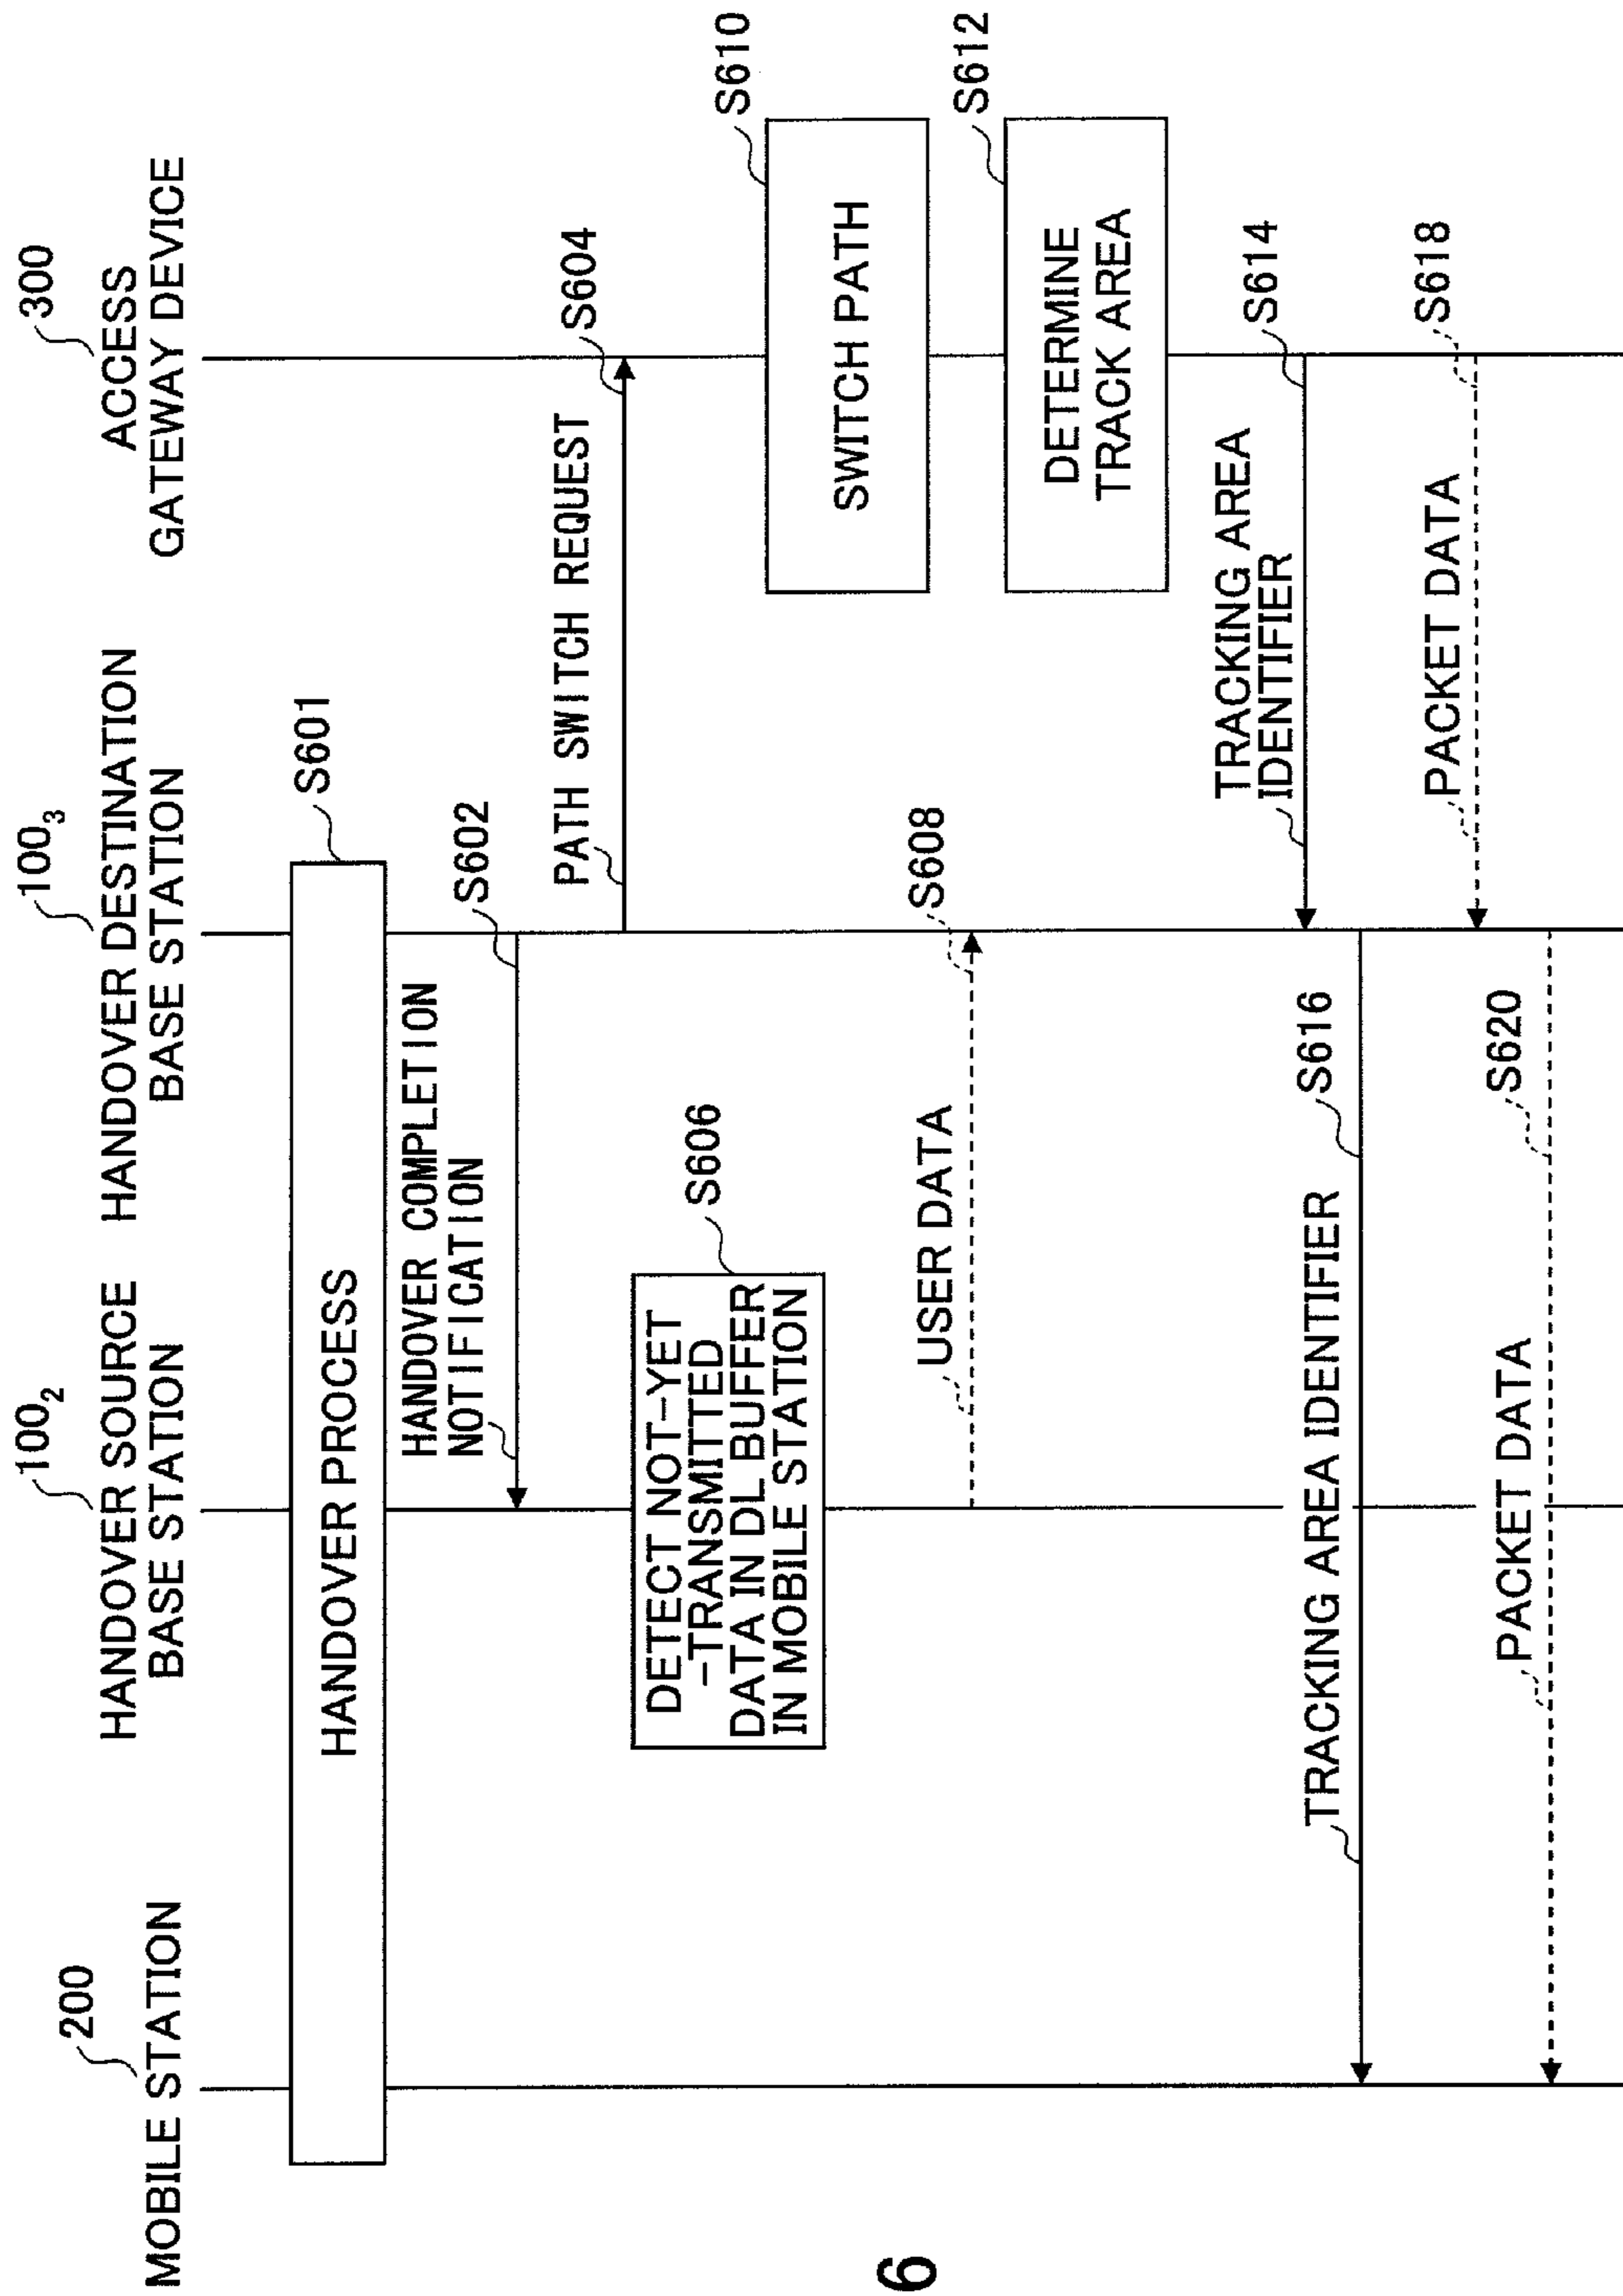 200
MOBILE STATION
100₂
HANDOVER SOURCE
BASE STATION
100₃
HANDOVER DESTINATION
BASE STATION
300
ACCESS
GATEWAY DEVICE
HANDOVER PROCESS
S601
HANDOVER COMPLETION
NOTIFICATION
S602
PATH SWITCH REQUEST
S604
DETECT NOT-YET
-TRANSMITTED
DATA IN DL BUFFER
IN MOBILE STATION
S606
SWITCH PATH
S610
USER DATA
S608
DETERMINE
TRACK AREA
S612
TRACKING AREA
IDENTIFIER
S614
TRACKING AREA IDENTIFIER
S616
PACKET DATA
S618
PACKET DATA
S620
6